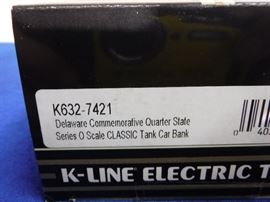 K632-7421
Delaware Commemorative Quarter State
Series O Scale CLASSIC Tank Car Bank
K-LINE ELECTRIC T